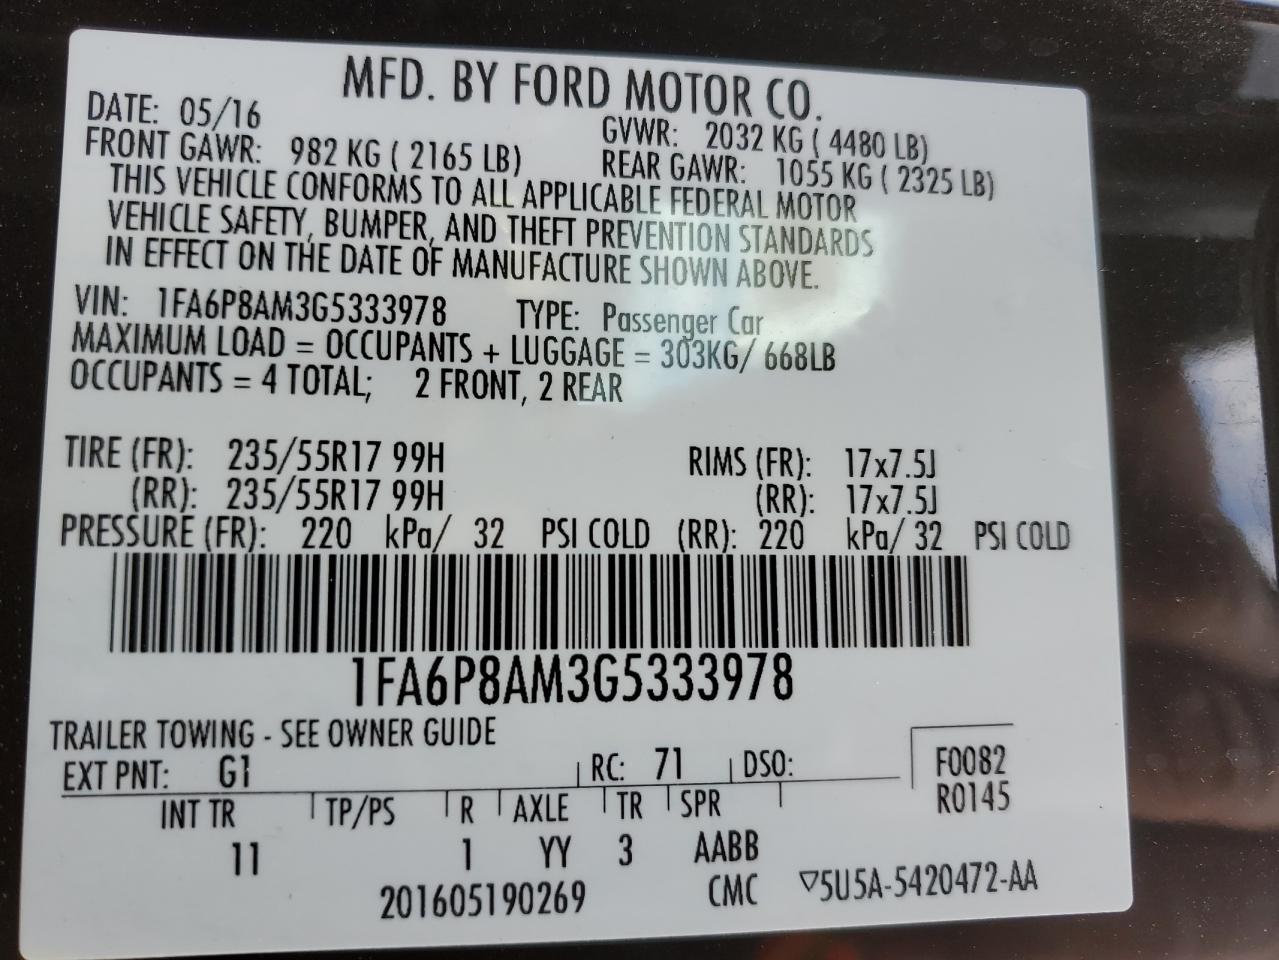 MFD. BY FORD MOTOR CO.
DATE: 05/16 GVWR: 2032 KG ( 4480 LB)
FRONT GAWR: 982 KG ( 2165 LB) REAR GAWR: 1055 KG ( 2325 LB)
THIS VEHICLE CONFORMS TO ALL APPLICABLE FEDERAL MOTOR
VEHICLE SAFETY, BUMPER, AND THEFT PREVENTION STANDARDS
IN EFFECT ON THE DATE OF MANUFACTURE SHOWN ABOVE.
VIN: 1FA6P8AM3G5333978 TYPE: Passenger Car
MAXIMUM LOAD = OCCUPANTS + LUGGAGE = 303KG/ 668LB
OCCUPANTS = 4 TOTAL; 2 FRONT, 2 REAR
TIRE (FR): 235/55R17 99H RIMS (FR): 17x7.5J
(RR): 235/55R17 99H (RR): 17x7.5J
PRESSURE (FR): 220 kPa/ 32 PSI COLD (RR): 220 kPa/ 32 PSI COLD
1FA6P8AM3G5333978
TRAILER TOWING - SEE OWNER GUIDE
EXT PNT: G1 RC: 71 DSO: F0082
INT TR TP/PS R AXLE TR SPR R0145
11 1 YY 3 AABB
201605190269 CMC ▽5U5A-5420472-AA